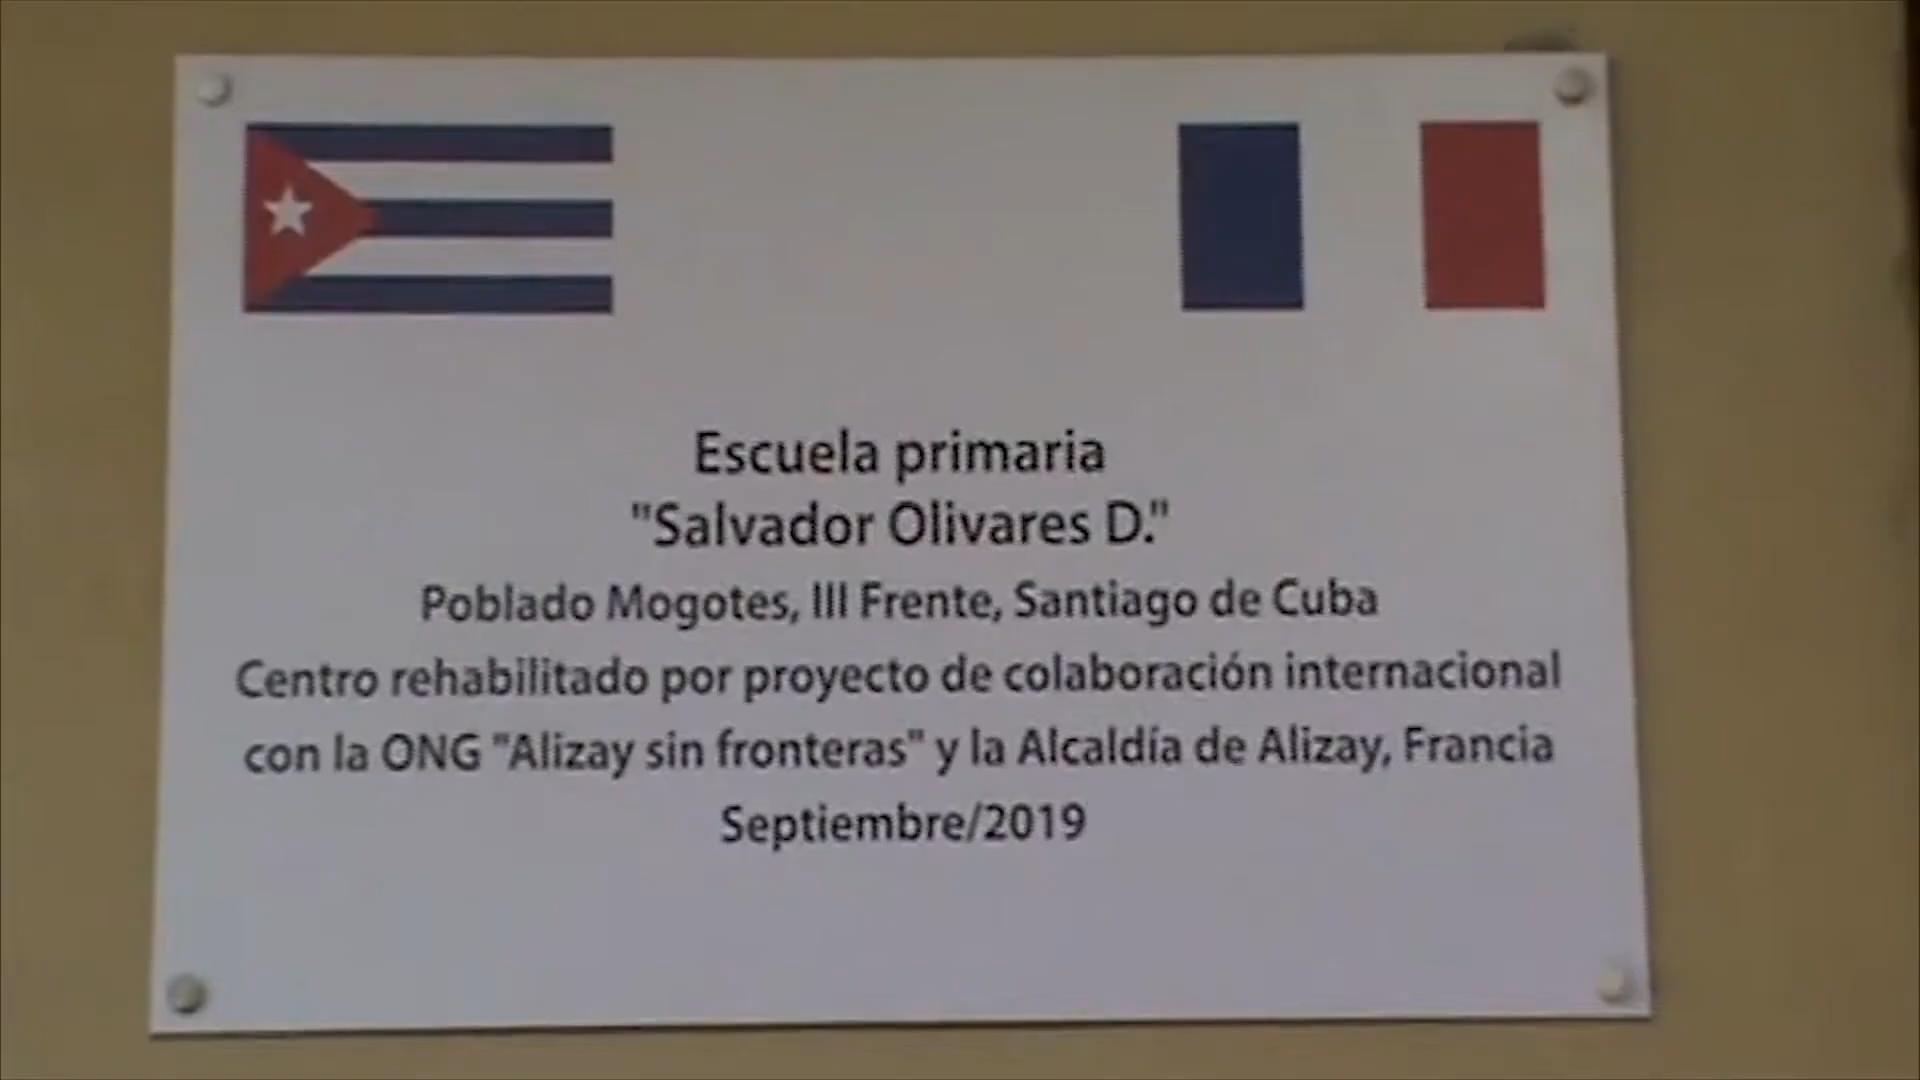 Escuela primaria
"Salvador Olivares D."
Poblado Mogotes, III Frente, Santiago de Cuba
Centro rehabilitado por proyecto de colaboración internacional
con la ONG "Alizay sin fronteras" y la Alcaldía de Alizay, Francia
Septiembre/2019